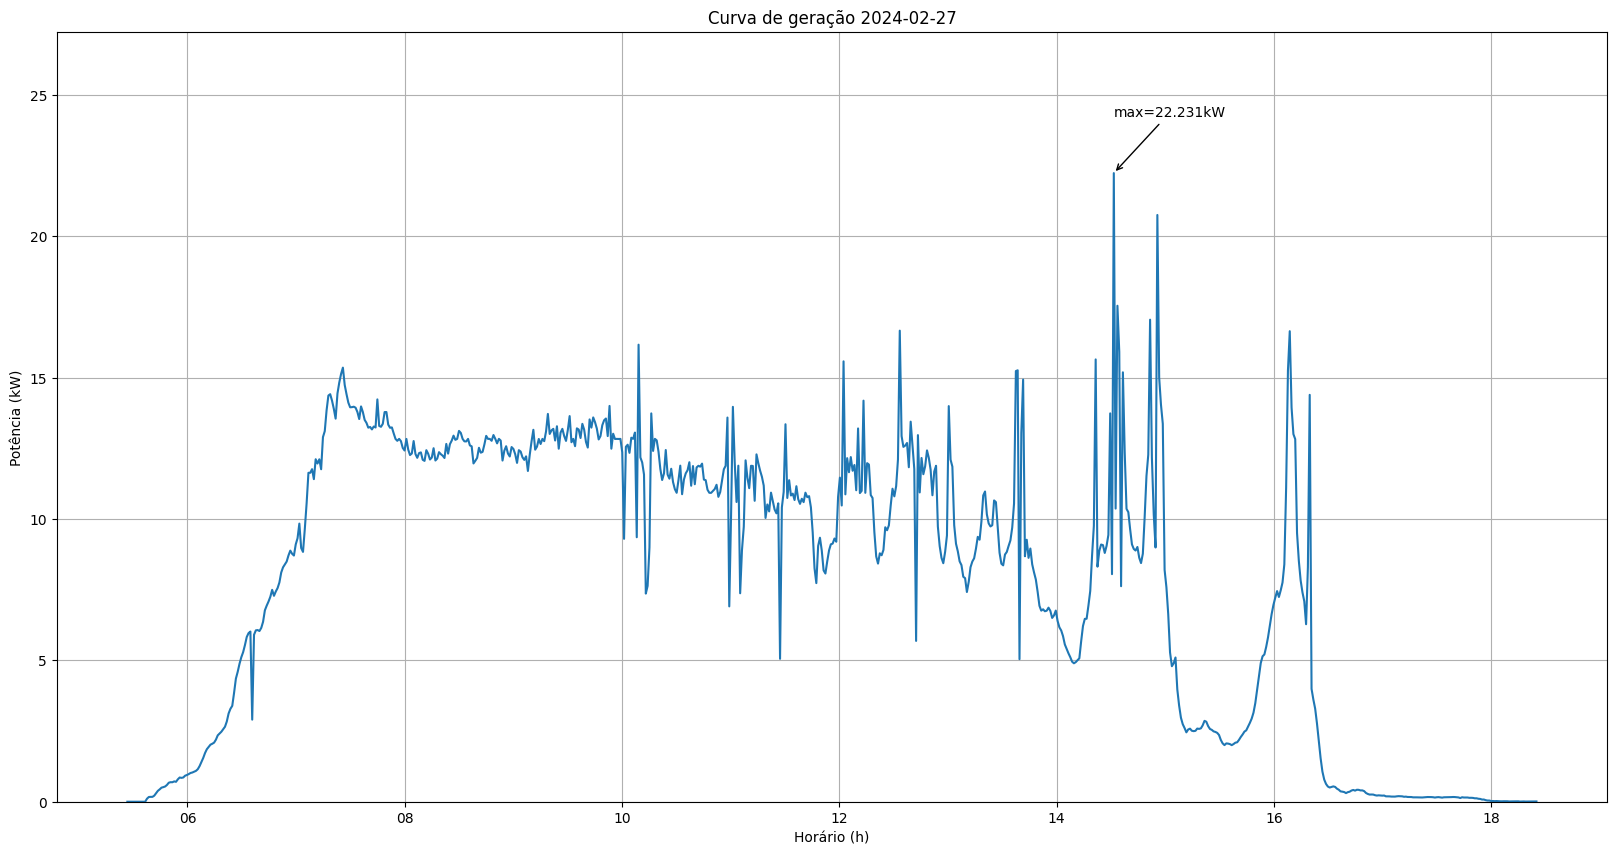 Curva de geração 2024-02-27
25
20
15
10
5
0
Potência (kW)
max=22.231kW
06 08 10 12 14 16 18
Horário (h)